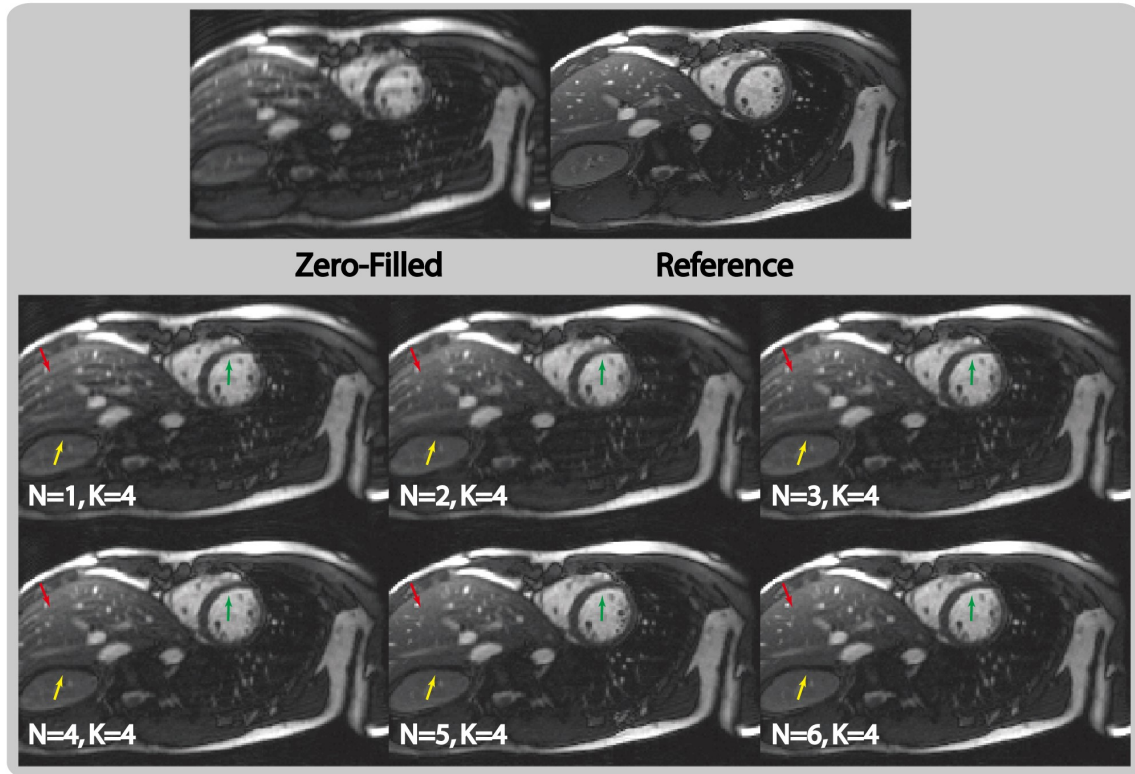 Zero-Filled
Reference
N=1, K=4
N=2, K=4
N=3, K=4
N=4, K=4
N=5, K=4
N=6, K=4